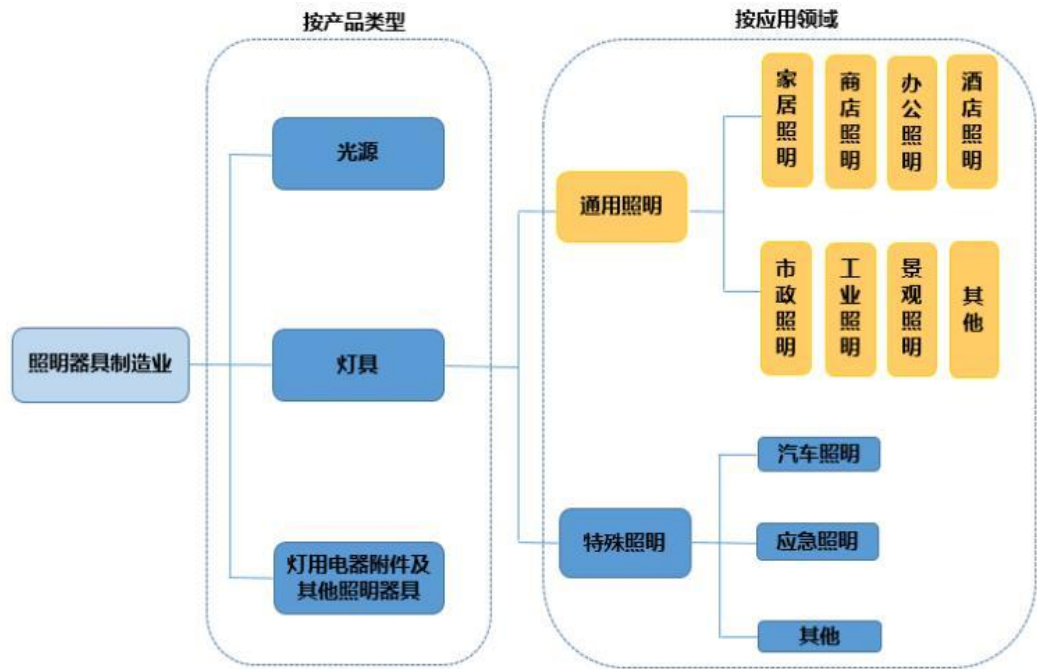 按产品类型
按应用领域
照明器具制造业
光源
灯具
灯用电器附件及
其他照明器具
通用照明
家居照明
商店照明
办公照明
酒店照明
市政照明
工业照明
景观照明
其他
特殊照明
汽车照明
应急照明
其他